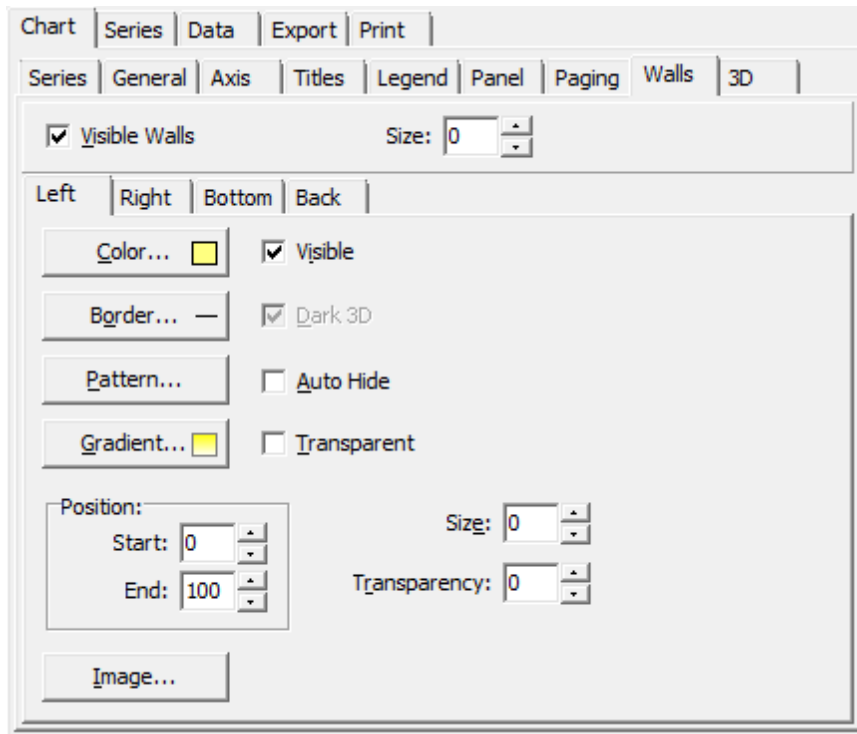 Chart Series Data Export Print
Series General Axis Titles Legend Panel Paging Walls 3D
Visible Walls Size: 0
Left Right Bottom Back
Color... Visible
Border... Dark 3D
Pattern... Auto Hide
Gradient... Transparent
Position:
Start: 0 Size: 0
End: 100 Transparency: 0
Image...